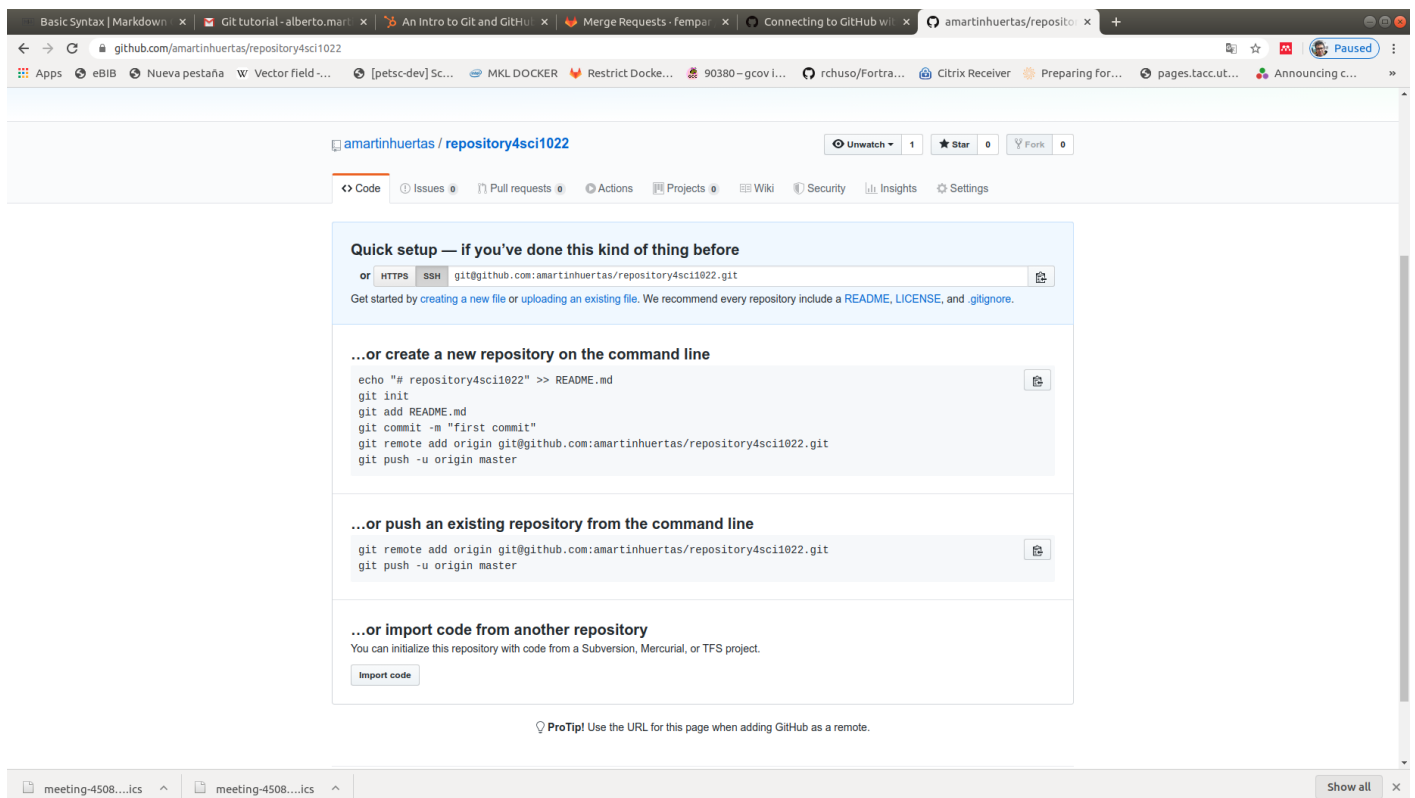 Basic Syntax | Markdown
Git tutorial - alberto.mart
An Intro to Git and GitHub
Merge Requests · fempar
Connecting to GitHub wit
amartinhuertas/repositor
github.com/amartinhuertas/repository4sci1022
Paused
Apps
eBIB
Nueva pestaña
Vector field -...
[petsc-dev] Sc...
MKL DOCKER
Restrict Docke...
90380 – gcov i...
rchuso/Fortra...
Citrix Receiver
Preparing for...
pages.tacc.ut...
Announcing c...
»
amartinhuertas / repository4sci1022
Unwatch 1
Star 0
Fork 0
Code
Issues 0
Pull requests 0
Actions
Projects 0
Wiki
Security
Insights
Settings
Quick setup — if you’ve done this kind of thing before
or HTTPS SSH git@github.com:amartinhuertas/repository4sci1022.git
Get started by creating a new file or uploading an existing file. We recommend every repository include a README, LICENSE, and .gitignore.
…or create a new repository on the command line
echo "# repository4sci1022" >> README.md
git init
git add README.md
git commit -m "first commit"
git remote add origin git@github.com:amartinhuertas/repository4sci1022.git
git push -u origin master
…or push an existing repository from the command line
git remote add origin git@github.com:amartinhuertas/repository4sci1022.git
git push -u origin master
…or import code from another repository
You can initialize this repository with code from a Subversion, Mercurial, or TFS project.
Import code
ProTip! Use the URL for this page when adding GitHub as a remote.
meeting-4508....ics
meeting-4508....ics
Show all